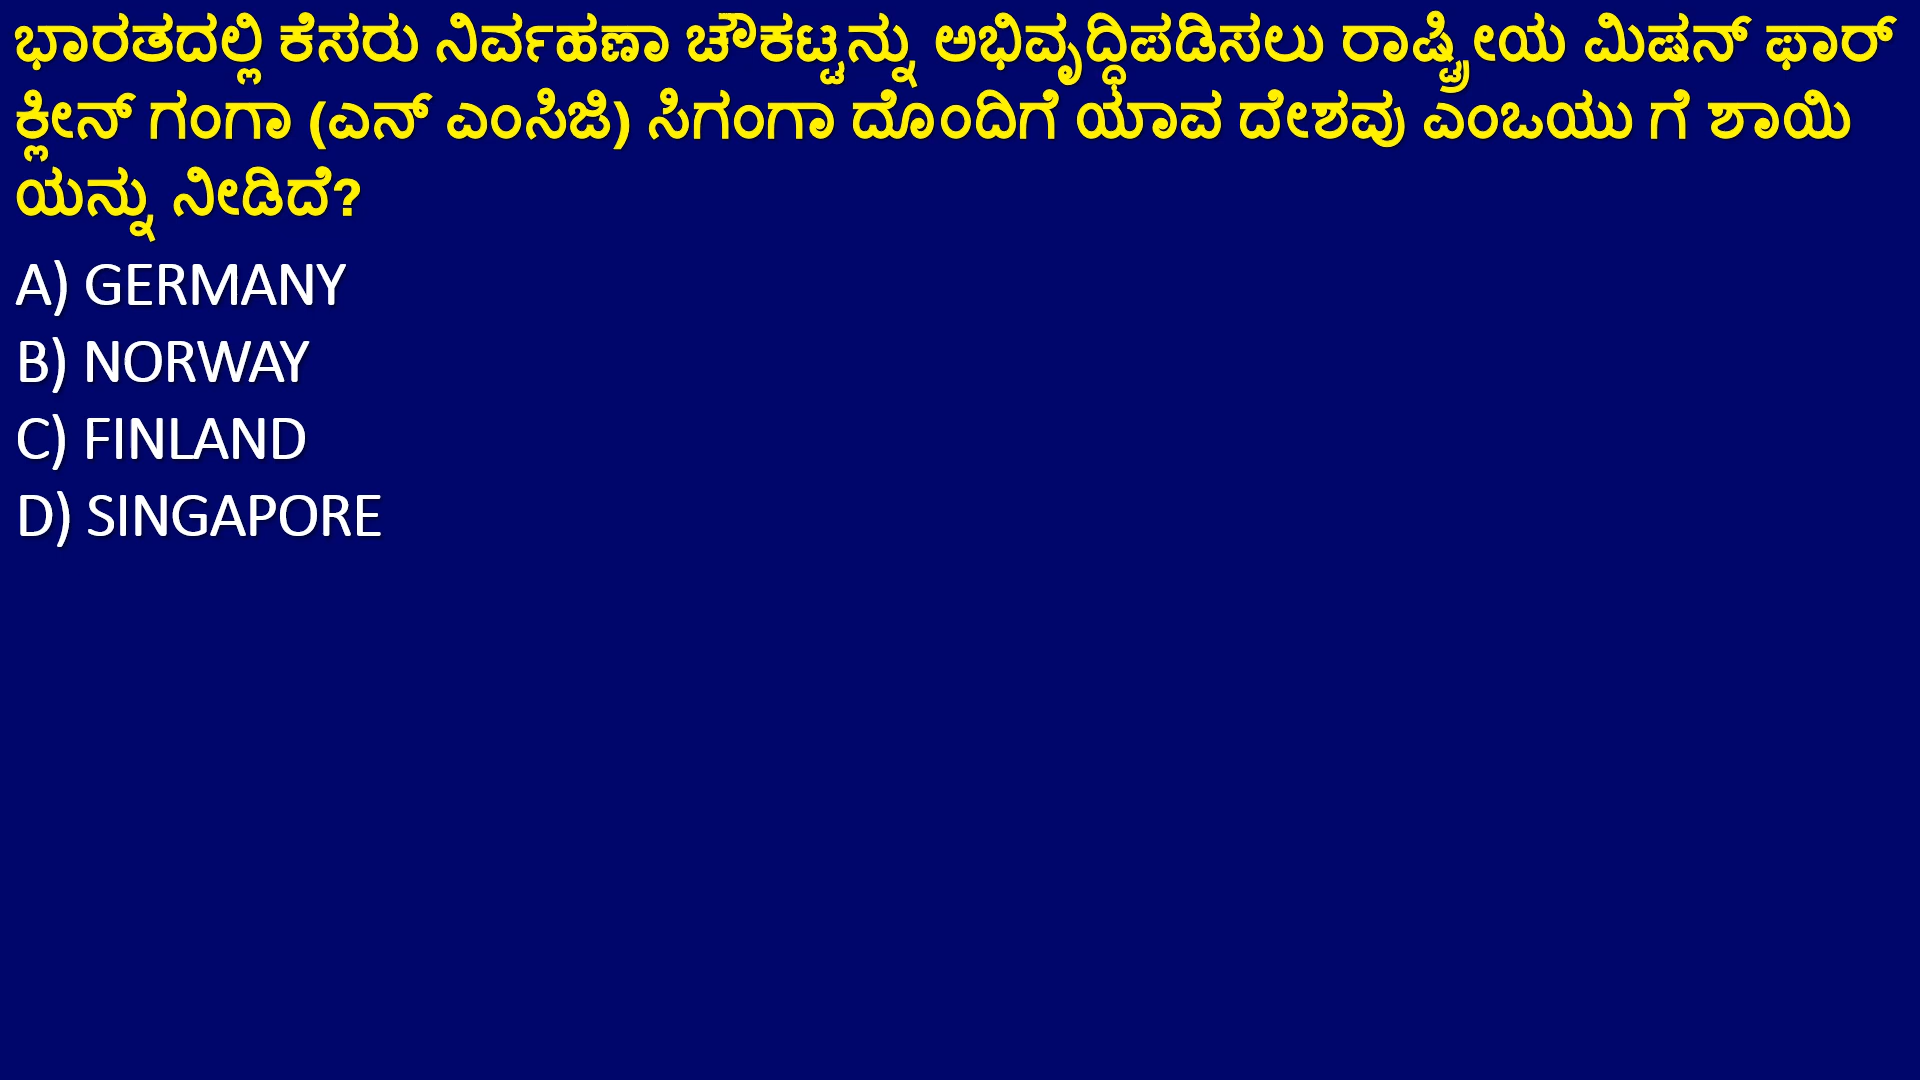 ಭಾರತದಲ್ಲಿ ಕೆಸರು ನಿರ್ವಹಣಾ ಚೌಕಟ್ಟನ್ನು ಅಭಿವೃದ್ಧಿಪಡಿಸಲು ರಾಷ್ಟ್ರೀಯ ಮಿಷನ್ ಫಾರ್
ಕ್ಲೀನ್ ಗಂಗಾ (ಎನ್ ಎಂಸಿಜಿ) ಸಿಗಂಗಾ ದೊಂದಿಗೆ ಯಾವ ದೇಶವು ಎಂಒಯು ಗೆ ಶಾಯಿ
ಯನ್ನು ನೀಡಿದೆ?
A) GERMANY
B) NORWAY
C) FINLAND
D) SINGAPORE